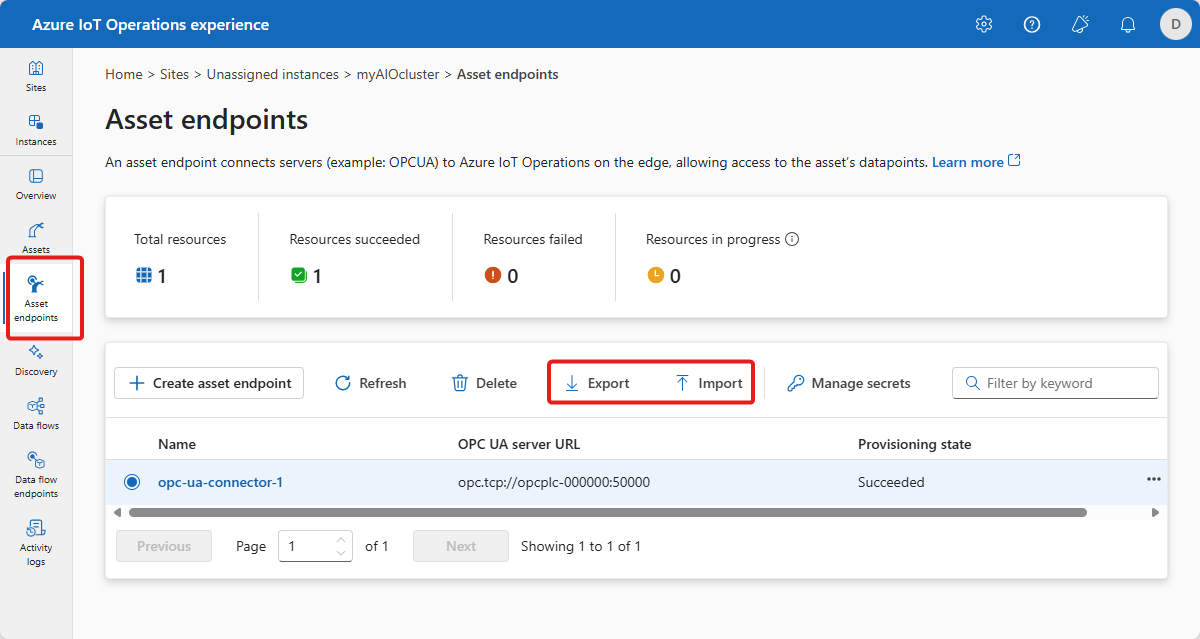 Azure IoT Operations experience
D
Sites
Instances
Overview
Assets
Asset
endpoints
Discovery
Data flows
Data flow
endpoints
Activity
logs
Home > Sites > Unassigned instances > myAIOcluster > Asset endpoints
Asset endpoints
An asset endpoint connects servers (example: OPCUA) to Azure IoT Operations on the edge, allowing access to the asset's datapoints. Learn more
Total resources
1
Resources succeeded
1
Resources failed
0
Resources in progress
0
Create asset endpoint
Refresh
Delete
Export
Import
Manage secrets
Filter by keyword
Name OPC UA server URL Provisioning state
opc-ua-connector-1 opc.tcp://opcplc-000000:50000 Succeeded
Previous Page 1 of 1 Next Showing 1 to 1 of 1